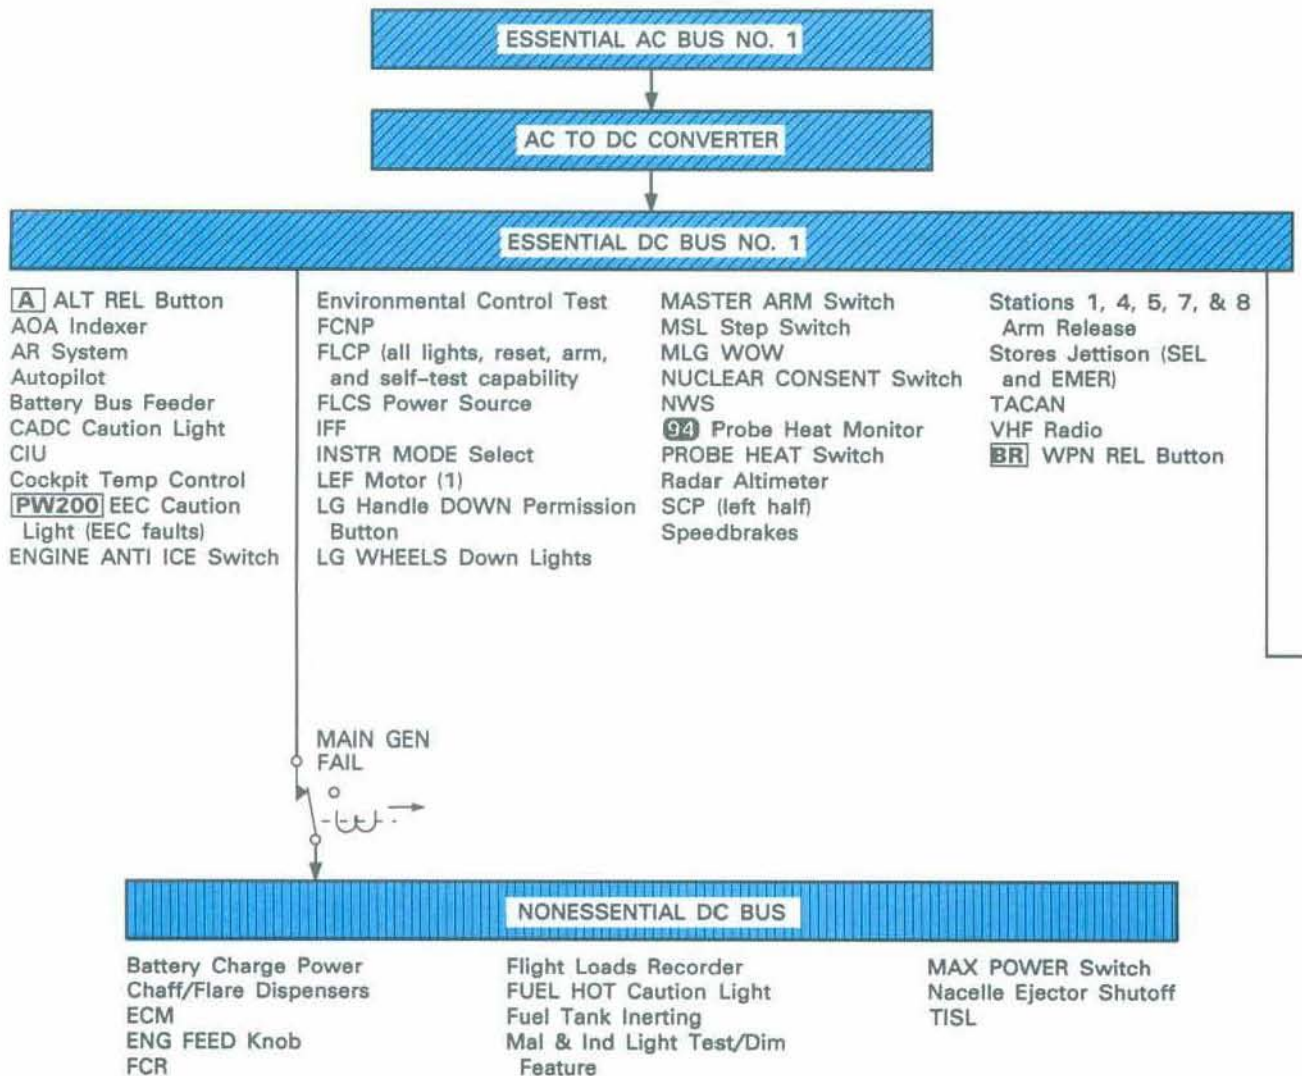 ESSENTIAL AC BUS NO. 1
AC TO DC CONVERTER
ESSENTIAL DC BUS NO. 1
A ALT REL Button
AOA Indexer
AR System
Autopilot
Battery Bus Feeder
CADC Caution Light
CIU
Cockpit Temp Control
PW200 EEC Caution
Light (EEC faults)
ENGINE ANTI ICE Switch
Environmental Control Test
FCNP
FLCP (all lights, reset, arm,
and self-test capability
FLCS Power Source
IFF
INSTR MODE Select
LEF Motor (1)
LG Handle DOWN Permission
Button
LG WHEELS Down Lights
MASTER ARM Switch
MSL Step Switch
MLG WOW
NUCLEAR CONSENT Switch
NWS
94 Probe Heat Monitor
PROBE HEAT Switch
Radar Altimeter
SCP (left half)
Speedbrakes
Stations 1, 4, 5, 7, & 8
Arm Release
Stores Jettison (SEL
and EMER)
TACAN
VHF Radio
BR WPN REL Button
MAIN GEN
FAIL
NONESSENTIAL DC BUS
Battery Charge Power
Chaff/Flare Dispensers
ECM
ENG FEED Knob
FCR
Flight Loads Recorder
FUEL HOT Caution Light
Fuel Tank Inerting
Mal & Ind Light Test/Dim
Feature
MAX POWER Switch
Nacelle Ejector Shutoff
TISL